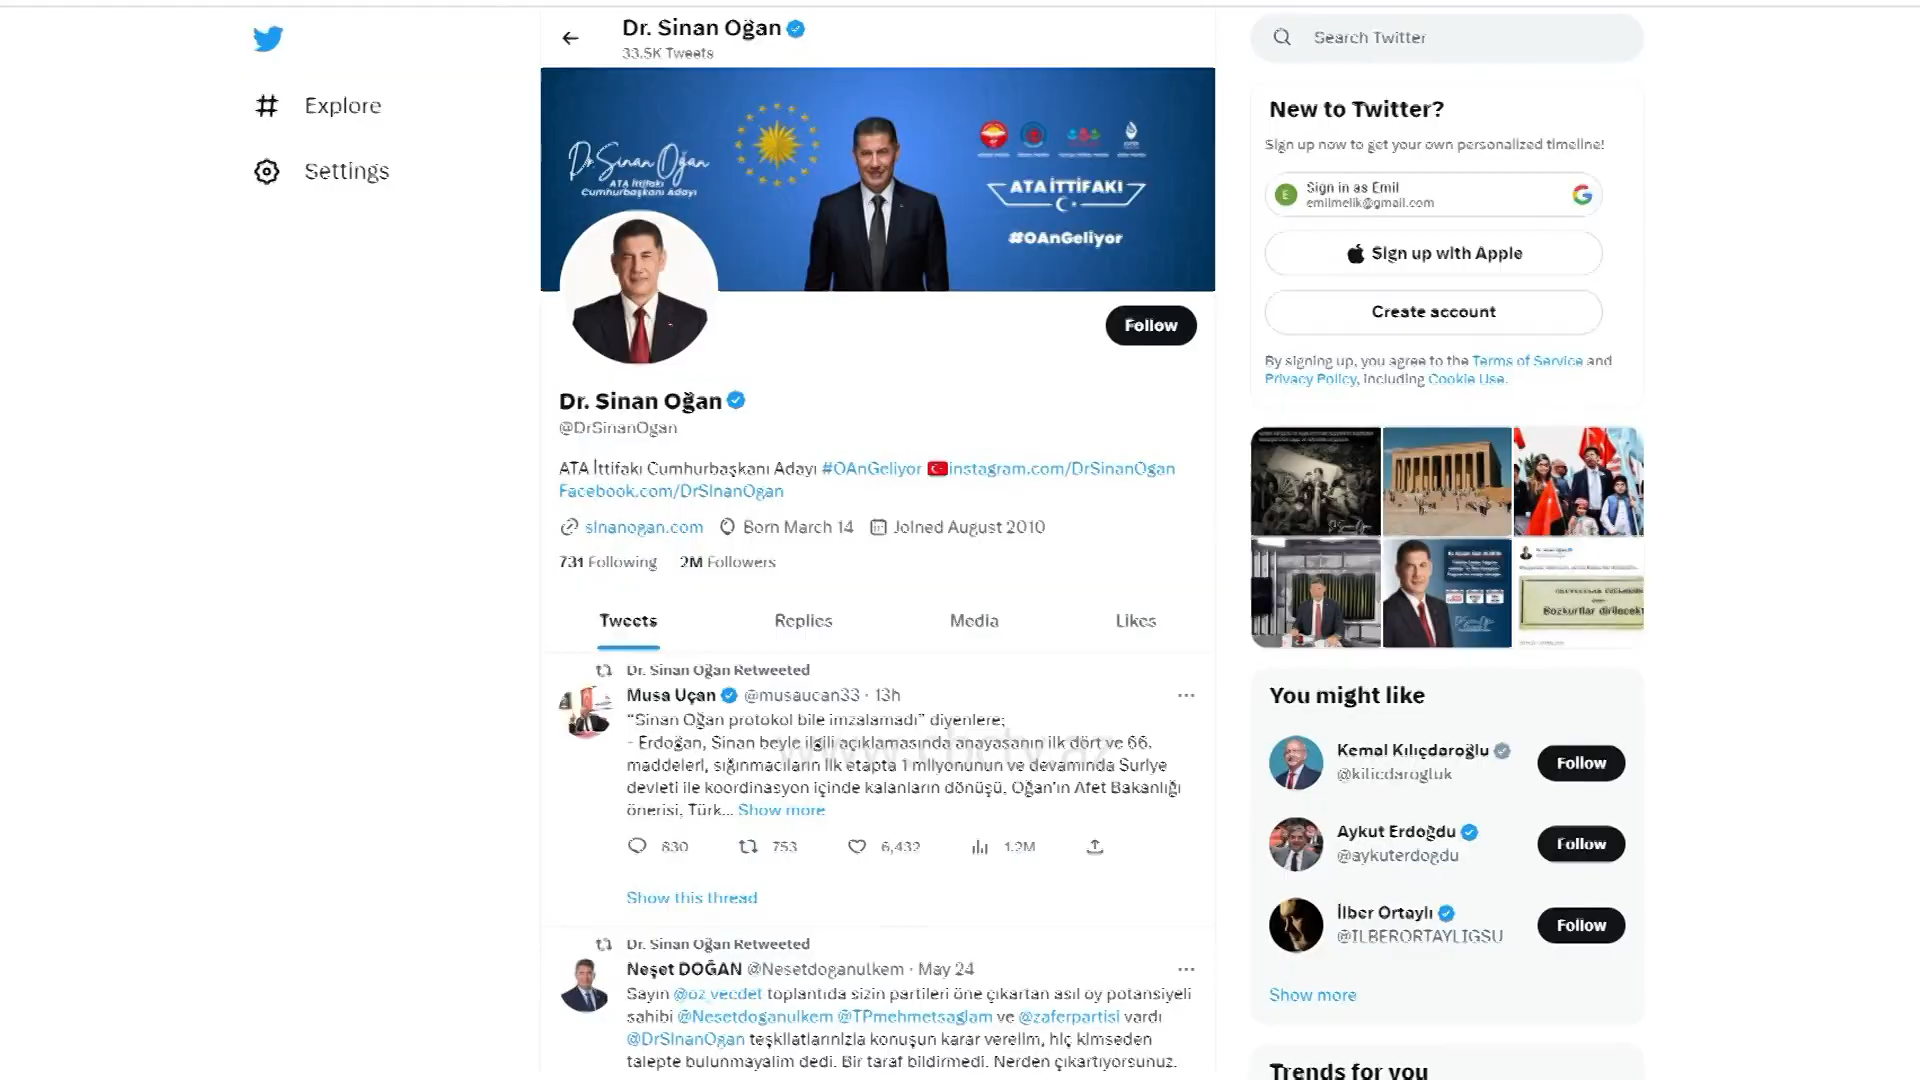 Dr. Sinan Oğan
33.5K Tweets
Explore
Settings
Dr. Sinan Oğan
ATA İttifakı
Cumhurbaşkanı Adayı
ATA İTTİFAKI
#OAnGeliyor
Follow
Dr. Sinan Oğan
@DrSinanOgan
ATA İttifakı Cumhurbaşkanı Adayı #OAnGeliyor instagram.com/DrSinanOgan
Facebook.com/DrSinanOgan
sinanogan.com Born March 14 Joined August 2010
731 Following 2M Followers
Tweets Replies Media Likes
Dr. Sinan Oğan Retweeted
Musa Uçan @musaucan33 · 13h
“Sinan Oğan protokol bile imzalamadı” diyenlere;
- Erdoğan, Sinan beyle ilgili açıklamasında anayasanın ilk dört ve 66.
maddeleri, sığınmacıların ilk etapta 1 milyonunun ve devamında Suriye
devleti ile koordinasyon içinde kalanların dönüşü, Oğan’ın Afet Bakanlığı
önerisi, Türk... Show more
630 753 6,432 1.2M
Show this thread
Dr. Sinan Oğan Retweeted
Neşet DOĞAN @Nesetdoganulkem · May 24
Sayın @oz_vecdet toplantıda sizin partileri öne çıkartan asıl oy potansiyeli
sahibi @Nesetdoganulkem @TPmehmetsaglam ve @zaferpartisi vardı
@DrSinanOgan teşkilatlarınızla konuşun karar verelim, hiç kimseden
talepte bulunmayalim dedi. Bir taraf bildirmedi. Nerden çıkartıyorsunuz.
www.cbctv.az
Search Twitter
New to Twitter?
Sign up now to get your own personalized timeline!
E
Sign in as Emil
emilmelik@gmail.com
Sign up with Apple
Create account
By signing up, you agree to the Terms of Service and
Privacy Policy, including Cookie Use.
Bozkurtlar dirilecek
You might like
Kemal Kılıçdaroğlu
@kilicdarogluk
Follow
Aykut Erdoğdu
@aykuterdogdu
Follow
İlber Ortaylı
@ILBERORTAYLIGSU
Follow
Show more
Trends for you